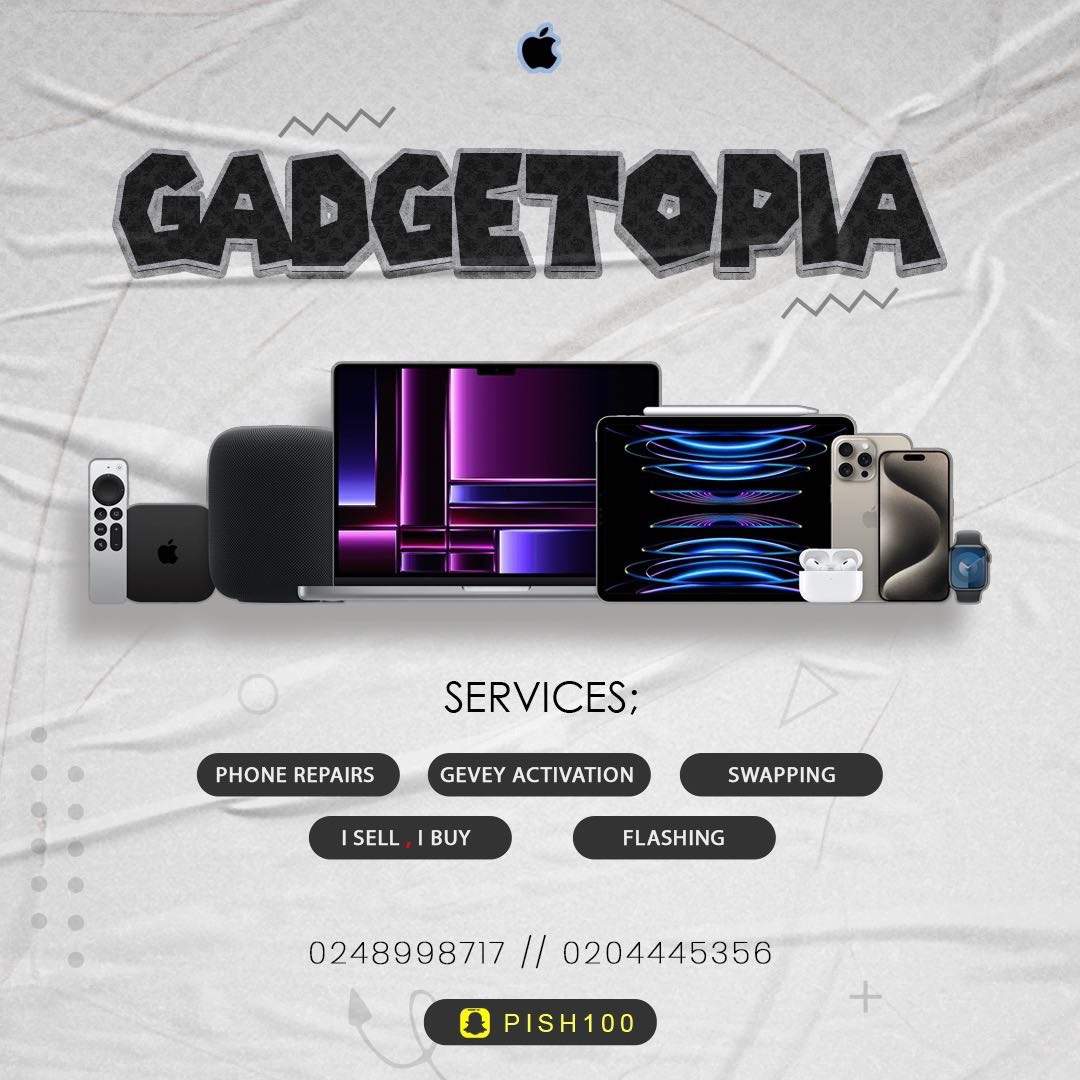 GADGETOPIA
SERVICES;
PHONE REPAIRS
GEVEY ACTIVATION
SWAPPING
I SELL , I BUY
FLASHING
0248998717 // 0204445356
PISH100